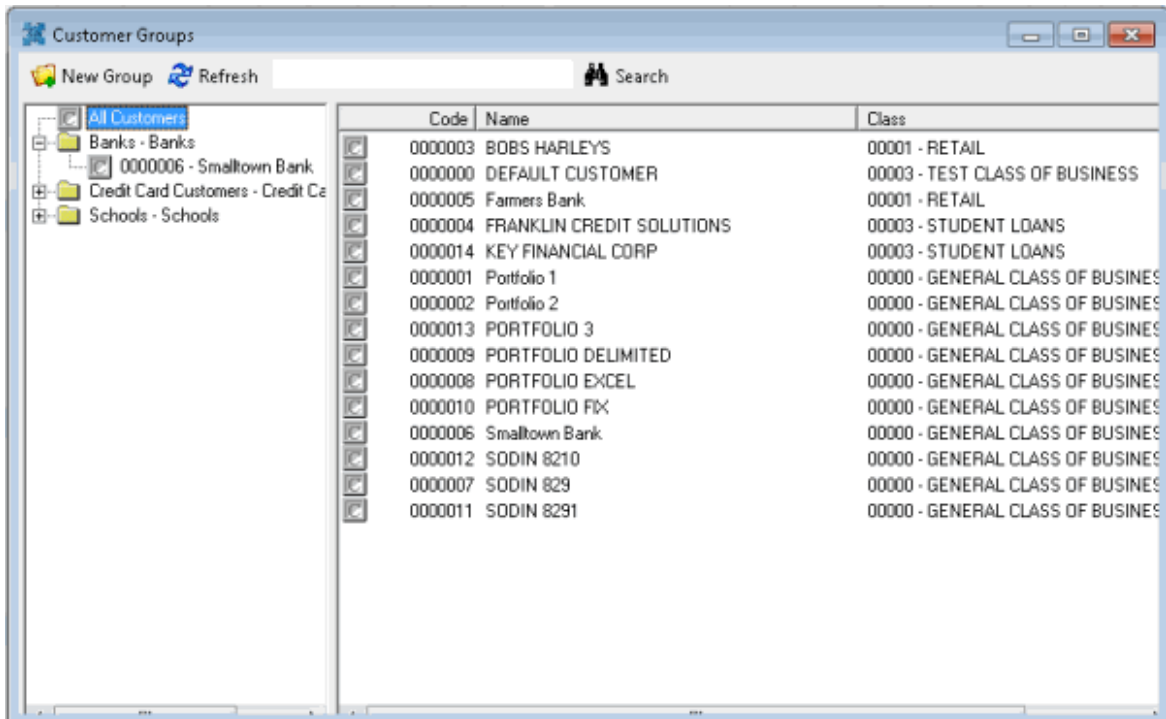 Customer Groups
New Group Refresh Search
All Customers
Banks - Banks
0000006 - Smalltown Bank
Credit Card Customers - Credit Ca
Schools - Schools
Code Name Class
0000003 BOBS HARLEYS 00001 - RETAIL
0000000 DEFAULT CUSTOMER 00003 - TEST CLASS OF BUSINESS
0000005 Farmers Bank 00001 - RETAIL
0000004 FRANKLIN CREDIT SOLUTIONS 00003 - STUDENT LOANS
0000014 KEY FINANCIAL CORP 00003 - STUDENT LOANS
0000001 Portfolio 1 00000 - GENERAL CLASS OF BUSINES
0000002 Portfolio 2 00000 - GENERAL CLASS OF BUSINES
0000013 PORTFOLIO 3 00000 - GENERAL CLASS OF BUSINES
0000009 PORTFOLIO DELIMITED 00000 - GENERAL CLASS OF BUSINES
0000008 PORTFOLIO EXCEL 00000 - GENERAL CLASS OF BUSINES
0000010 PORTFOLIO FIX 00000 - GENERAL CLASS OF BUSINES
0000006 Smalltown Bank 00000 - GENERAL CLASS OF BUSINES
0000012 SODIN 8210 00000 - GENERAL CLASS OF BUSINES
0000007 SODIN 829 00000 - GENERAL CLASS OF BUSINES
0000011 SODIN 8291 00000 - GENERAL CLASS OF BUSINES